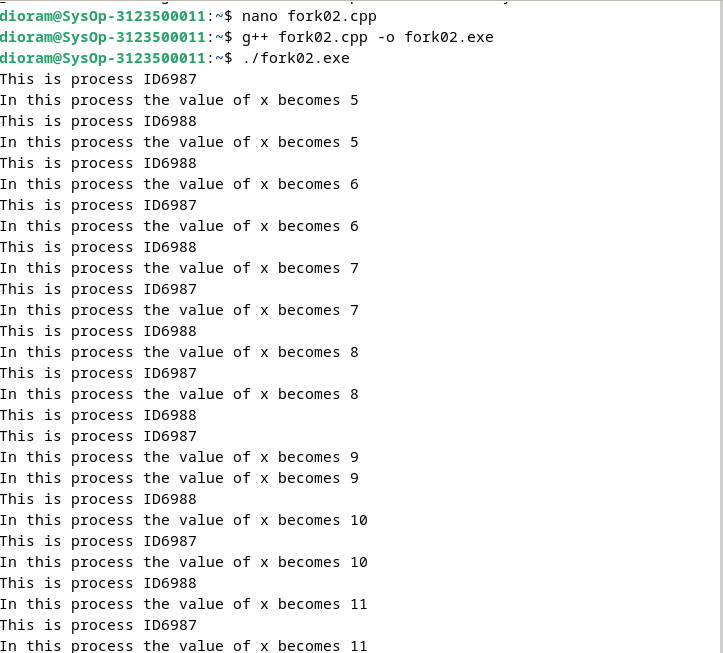 dioram@SysOp-3123500011:~$ nano fork02.cpp
dioram@SysOp-3123500011:~$ g++ fork02.cpp -o fork02.exe
dioram@SysOp-3123500011:~$ ./fork02.exe
This is process ID6987
In this process the value of x becomes 5
This is process ID6988
In this process the value of x becomes 5
This is process ID6988
In this process the value of x becomes 6
This is process ID6987
In this process the value of x becomes 6
This is process ID6988
In this process the value of x becomes 7
This is process ID6987
In this process the value of x becomes 7
This is process ID6988
In this process the value of x becomes 8
This is process ID6987
In this process the value of x becomes 8
This is process ID6988
This is process ID6987
In this process the value of x becomes 9
In this process the value of x becomes 9
This is process ID6988
In this process the value of x becomes 10
This is process ID6987
In this process the value of x becomes 10
This is process ID6988
In this process the value of x becomes 11
This is process ID6987
In this process the value of x becomes 11